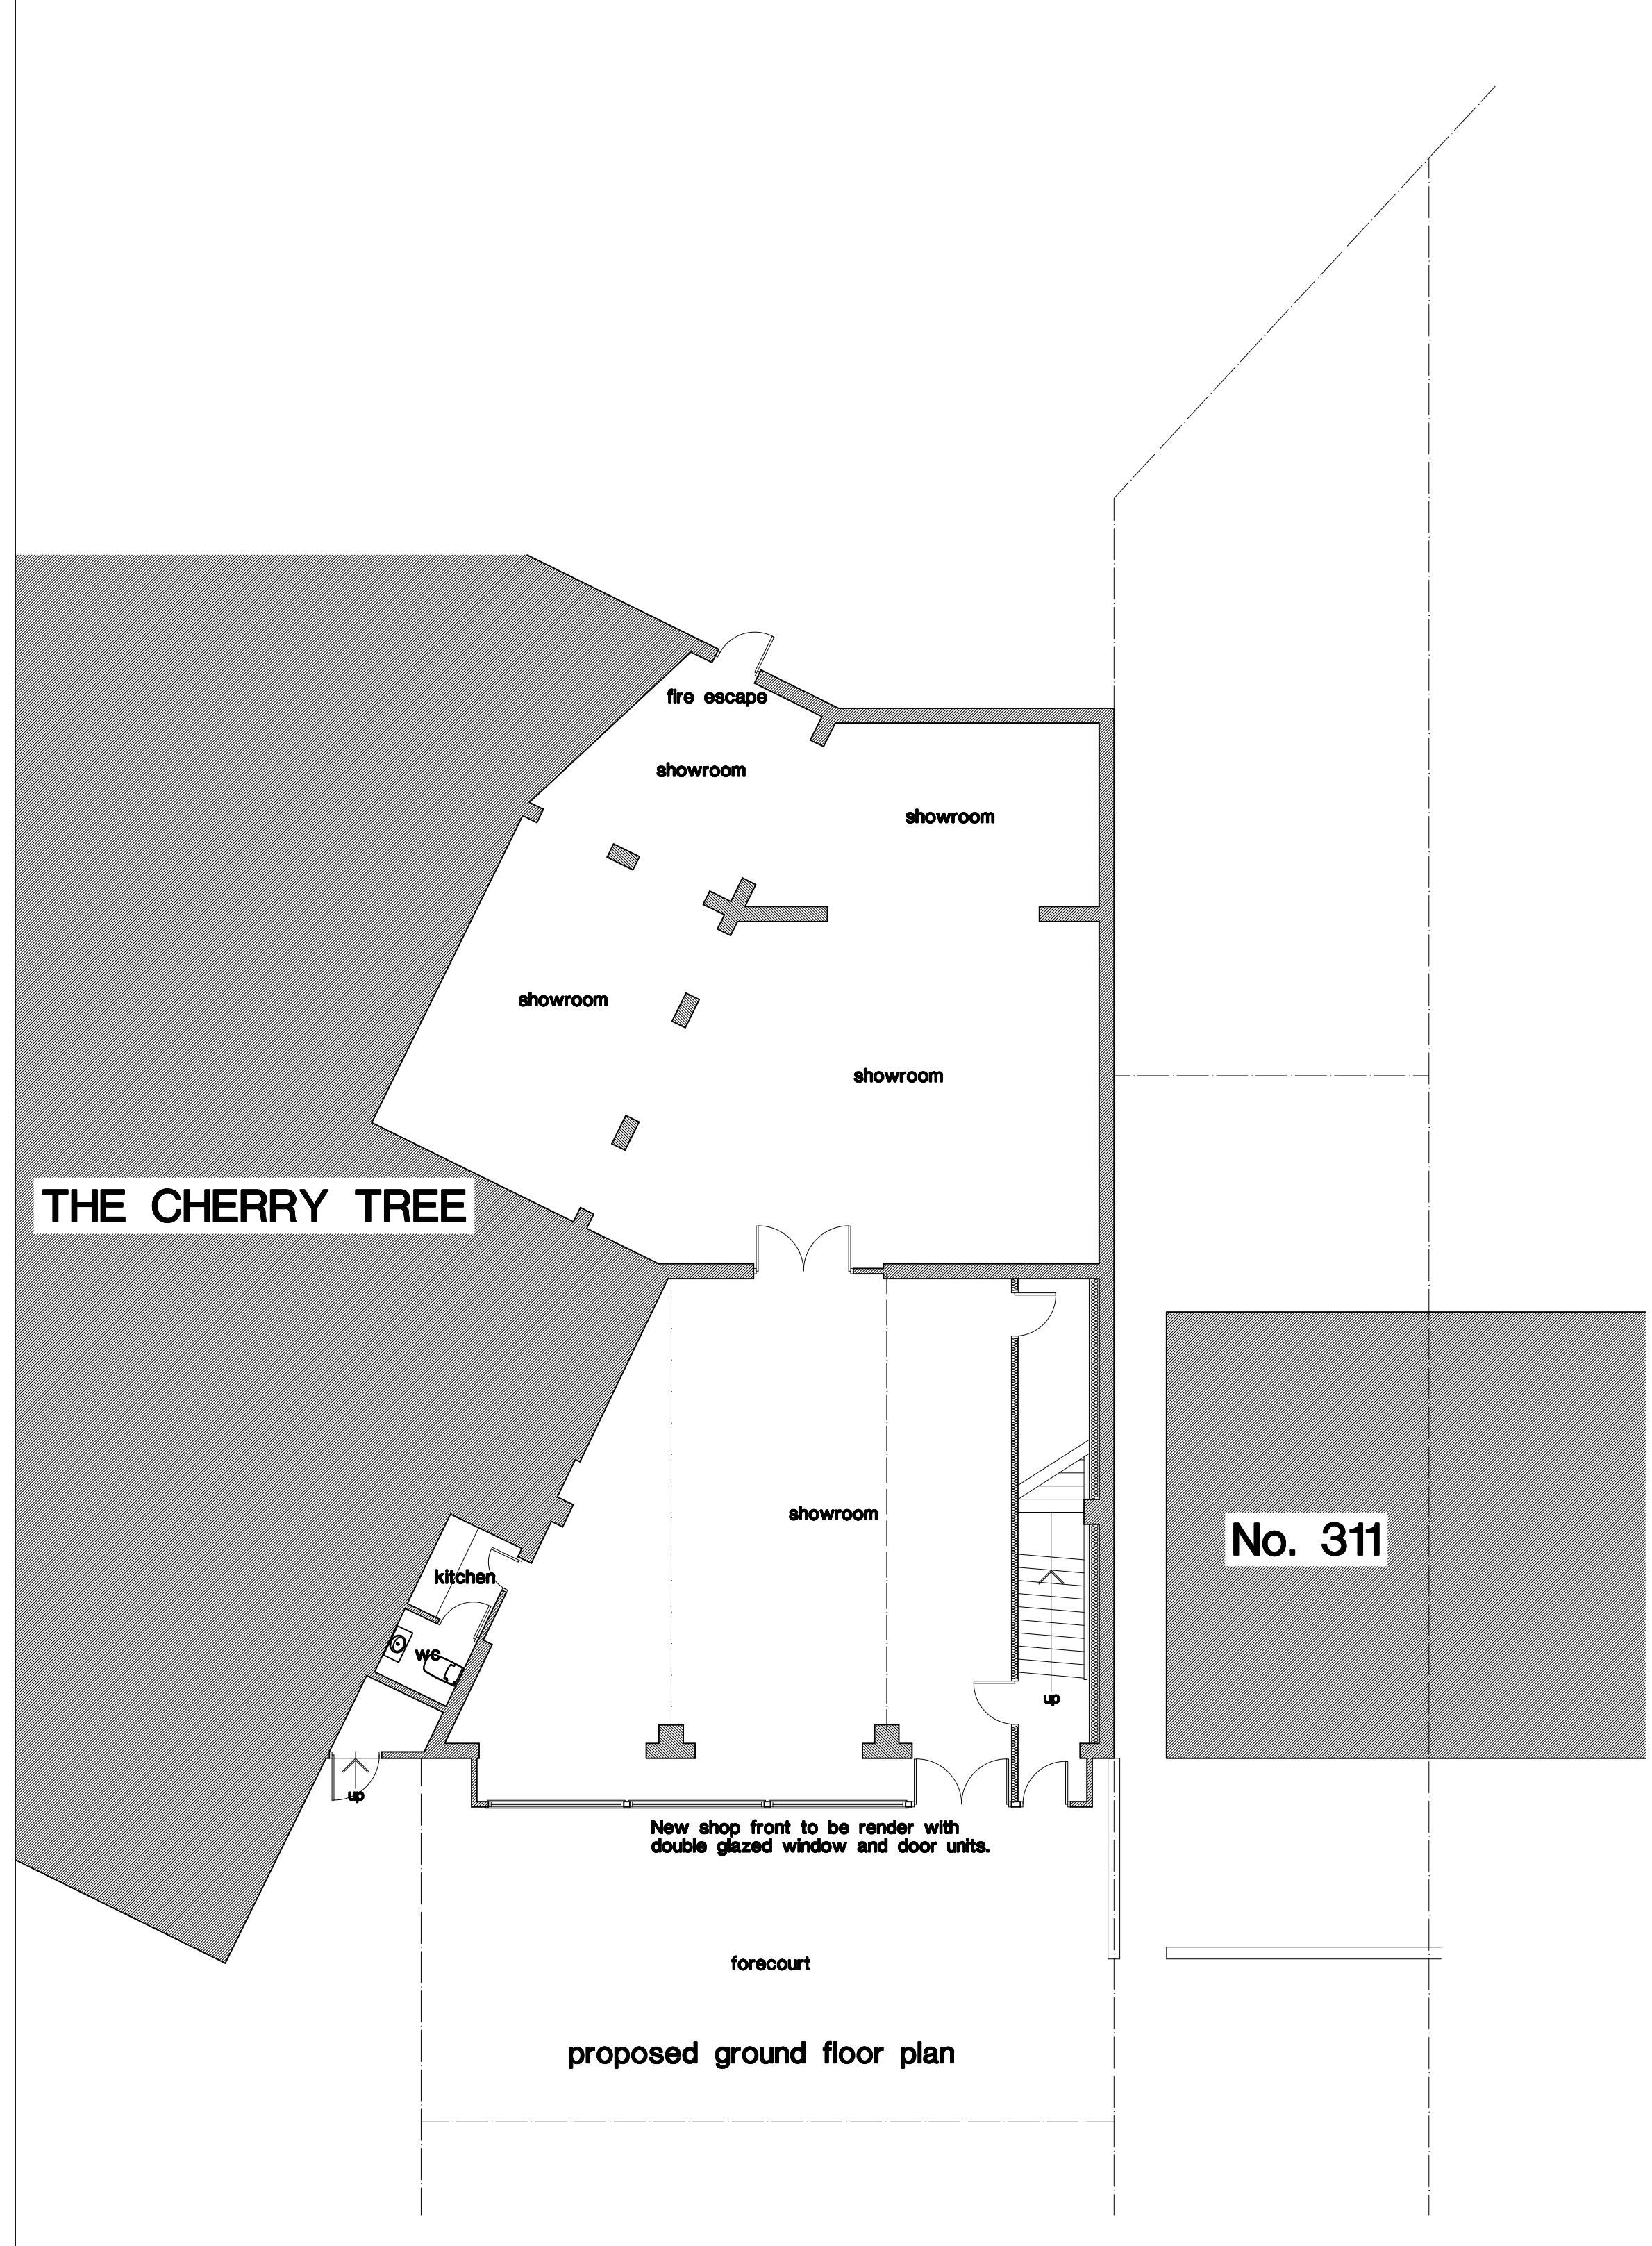 fire escape
showroom
showroom
showroom
showroom
THE CHERRY TREE
showroom
No. 311
kitchen
wc
up
up
New shop front to be render with
double glazed window and door units.
forecourt
proposed ground floor plan